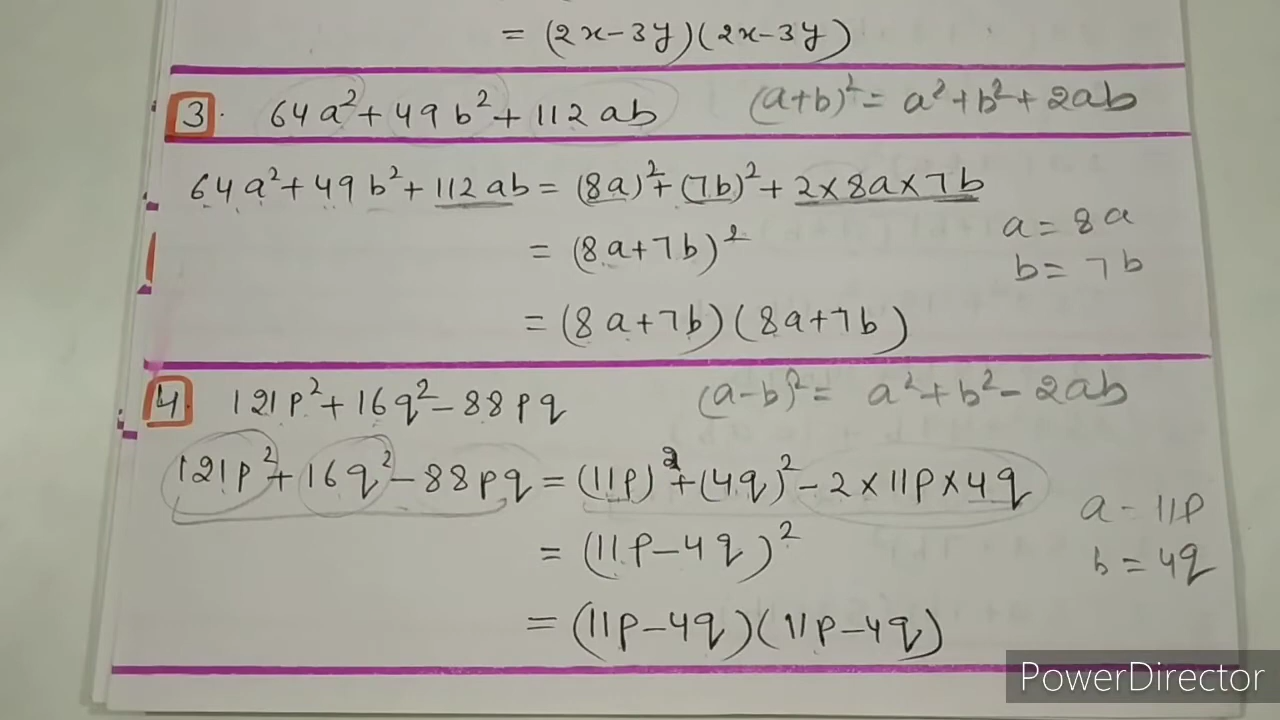 = (2x-3y)(2x-3y)
3. 64a²+49b²+112ab (a+b)²= a²+b²+2ab
64a²+49b²+112ab = (8a)²+(7b)²+2×8a×7b
a = 8a
= (8a+7b)²
b = 7b
= (8a+7b)(8a+7b)
4. 121p²+16q²-88pq (a-b)²= a²+b²-2ab
121p²+16q²-88pq = (11p)²+(4q)²-2×11p×4q
a - 11p
= (11p-4q)²
b = 4q
= (11p-4q)(11p-4q)
PowerDirector